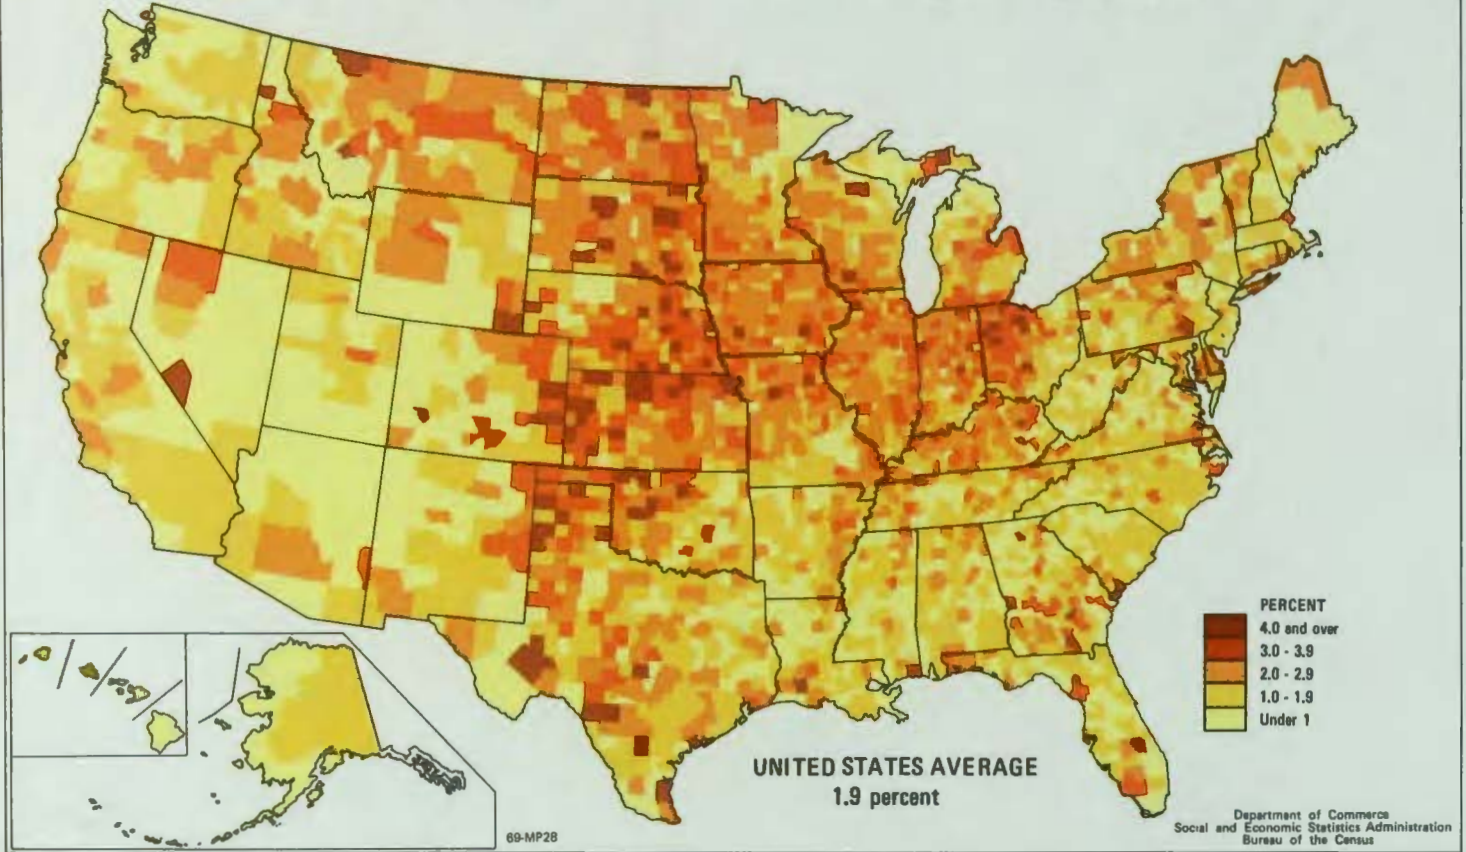 PERCENT
4.0 and over
3.0 - 3.9
2.0 - 2.9
1.0 - 1.9
Under 1
UNITED STATES AVERAGE
1.9 percent
69-MP28
Department of Commerce
Social and Economic Statistics Administration
Bureau of the Census